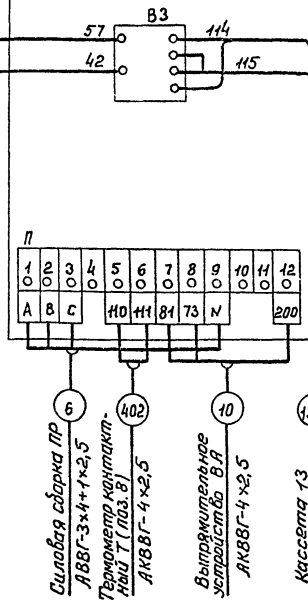 В3
57
114
42
115
П
1 2 3 4 5 6 7 8 9 10 11 12
А В С 110 111 81 73 N 200
6
402
10
Силовая сборка ПР
АВВГ-3х4+1х2,5
Термометр контакт-
ный Т (поз. 8)
АКВВГ-4х2,5
Выпрямительное
устройство ВА
АКВВГ-4х2,5
Кассета 13